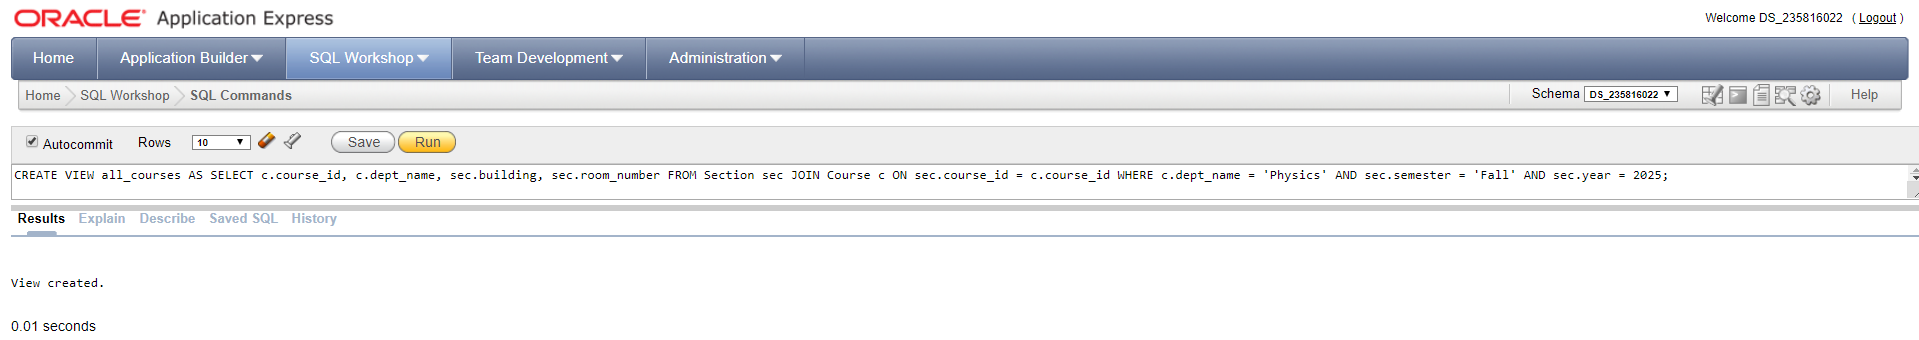 ORACLE Application Express
Welcome DS_235816022 ( Logout )
Home Application Builder SQL Workshop Team Development Administration
Home SQL Workshop SQL Commands Schema DS_235816022 Help
Autocommit Rows 10 Save Run
CREATE VIEW all_courses AS SELECT c.course_id, c.dept_name, sec.building, sec.room_number FROM Section sec JOIN Course c ON sec.course_id = c.course_id WHERE c.dept_name = 'Physics' AND sec.semester = 'Fall' AND sec.year = 2025;
Results Explain Describe Saved SQL History
View created.
0.01 seconds